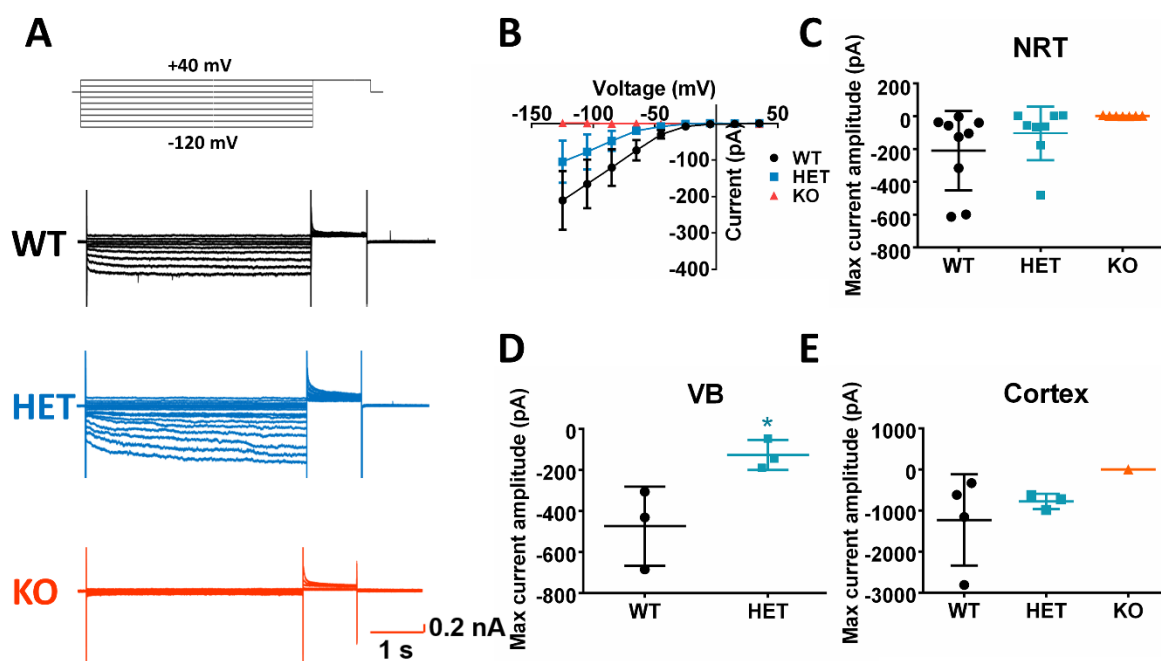 A
+40 mV
-120 mV
WT
HET
KO
0.2 nA
1 s
B
Voltage (mV)
-150 -100 -50 50
-100
-200
-300
-400
Current (pA)
WT
HET
KO
C
NRT
Max current amplitude (pA)
200
0
-200
-400
-600
-800
WT HET KO
D
VB
Max current amplitude (pA)
0
*
-200
-400
-600
-800
WT HET
E
Cortex
Max current amplitude (pA)
1000
0
-1000
-2000
-3000
WT HET KO